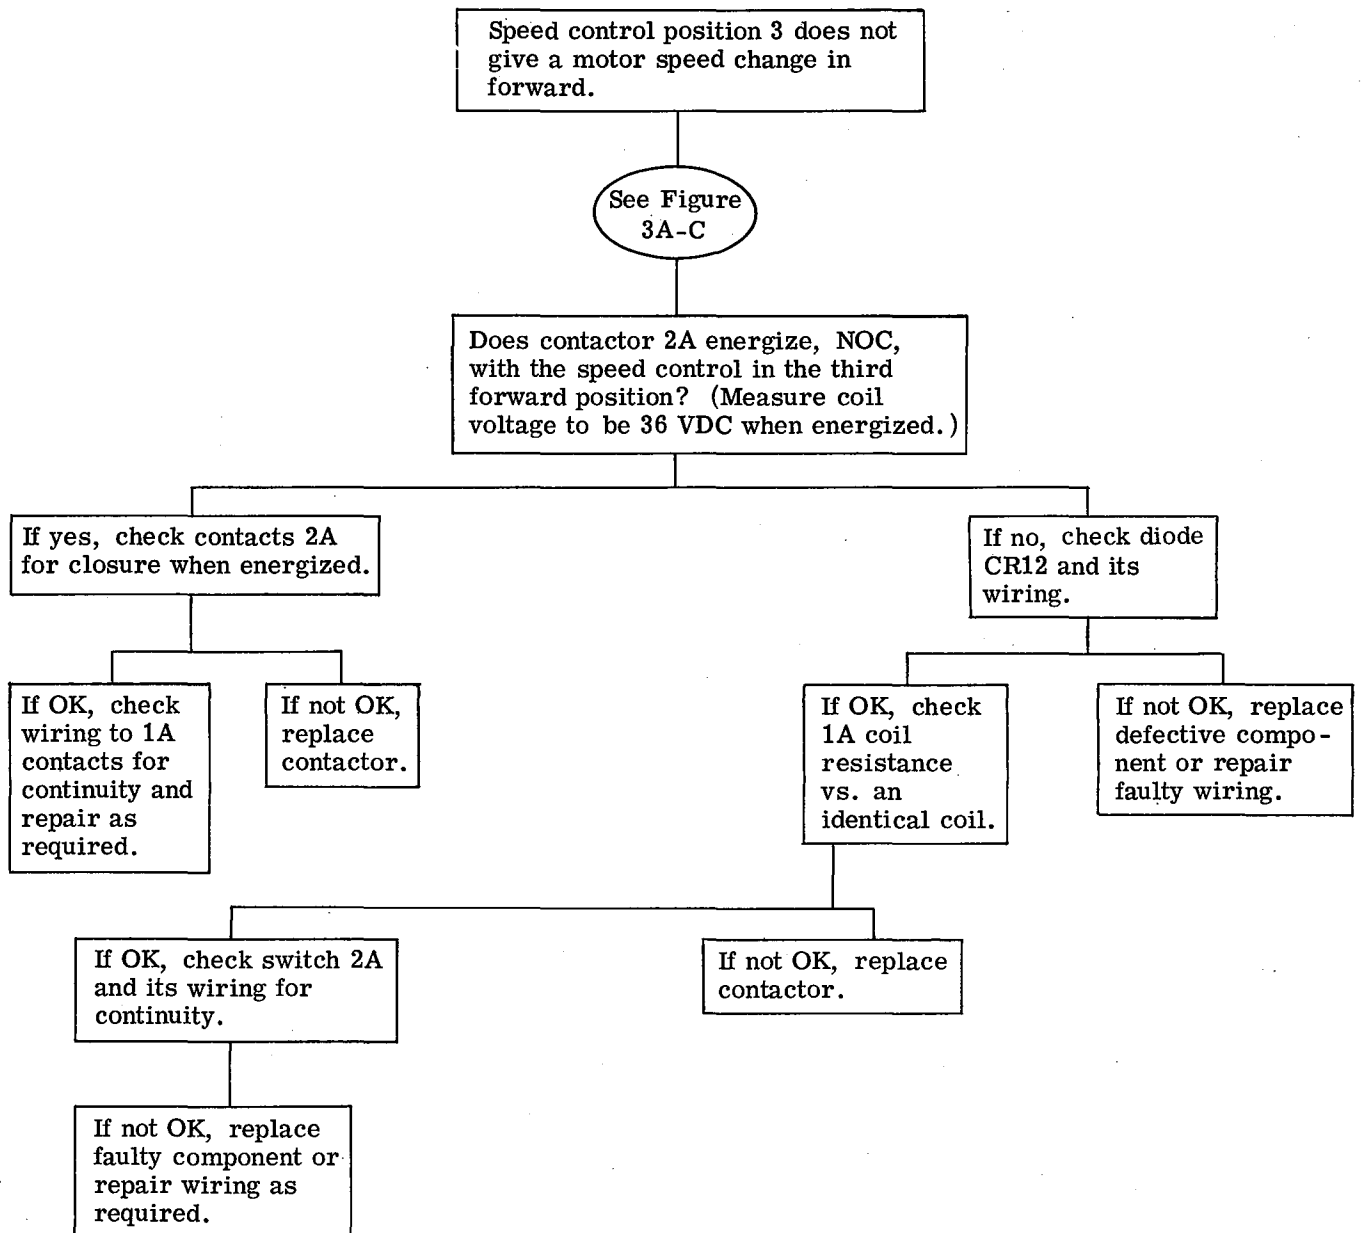 Speed control position 3 does not
give a motor speed change in
forward.
See Figure
3A-C
Does contactor 2A energize, NOC,
with the speed control in the third
forward position? (Measure coil
voltage to be 36 VDC when energized.)
If yes, check contacts 2A
for closure when energized.
If no, check diode
CR12 and its
wiring.
If OK, check
wiring to 1A
contacts for
continuity and
repair as
required.
If not OK,
replace
contactor.
If OK, check
1A coil
resistance
vs. an
identical coil.
If not OK, replace
defective compo-
nent or repair
faulty wiring.
If OK, check switch 2A
and its wiring for
continuity.
If not OK, replace
contactor.
If not OK, replace
faulty component or
repair wiring as
required.